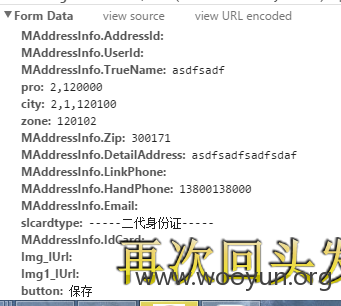 Form Data view source view URL encoded
MAddressInfo.AddressId:
MAddressInfo.UserId:
MAddressInfo.TrueName: asdfsadf
pro: 2,120000
city: 2,1,120100
zone: 120102
MAddressInfo.Zip: 300171
MAddressInfo.DetailAddress: asdfsadfsadfsdaf
MAddressInfo.LinkPhone:
MAddressInfo.HandPhone: 13800138000
MAddressInfo.Email:
slcardtype: -----二代身份证-----
MAddressInfo.IdCard:
Img_IUrl:
Img1_IUrl:
button: 保存
再次回头发
www.wooyun.org